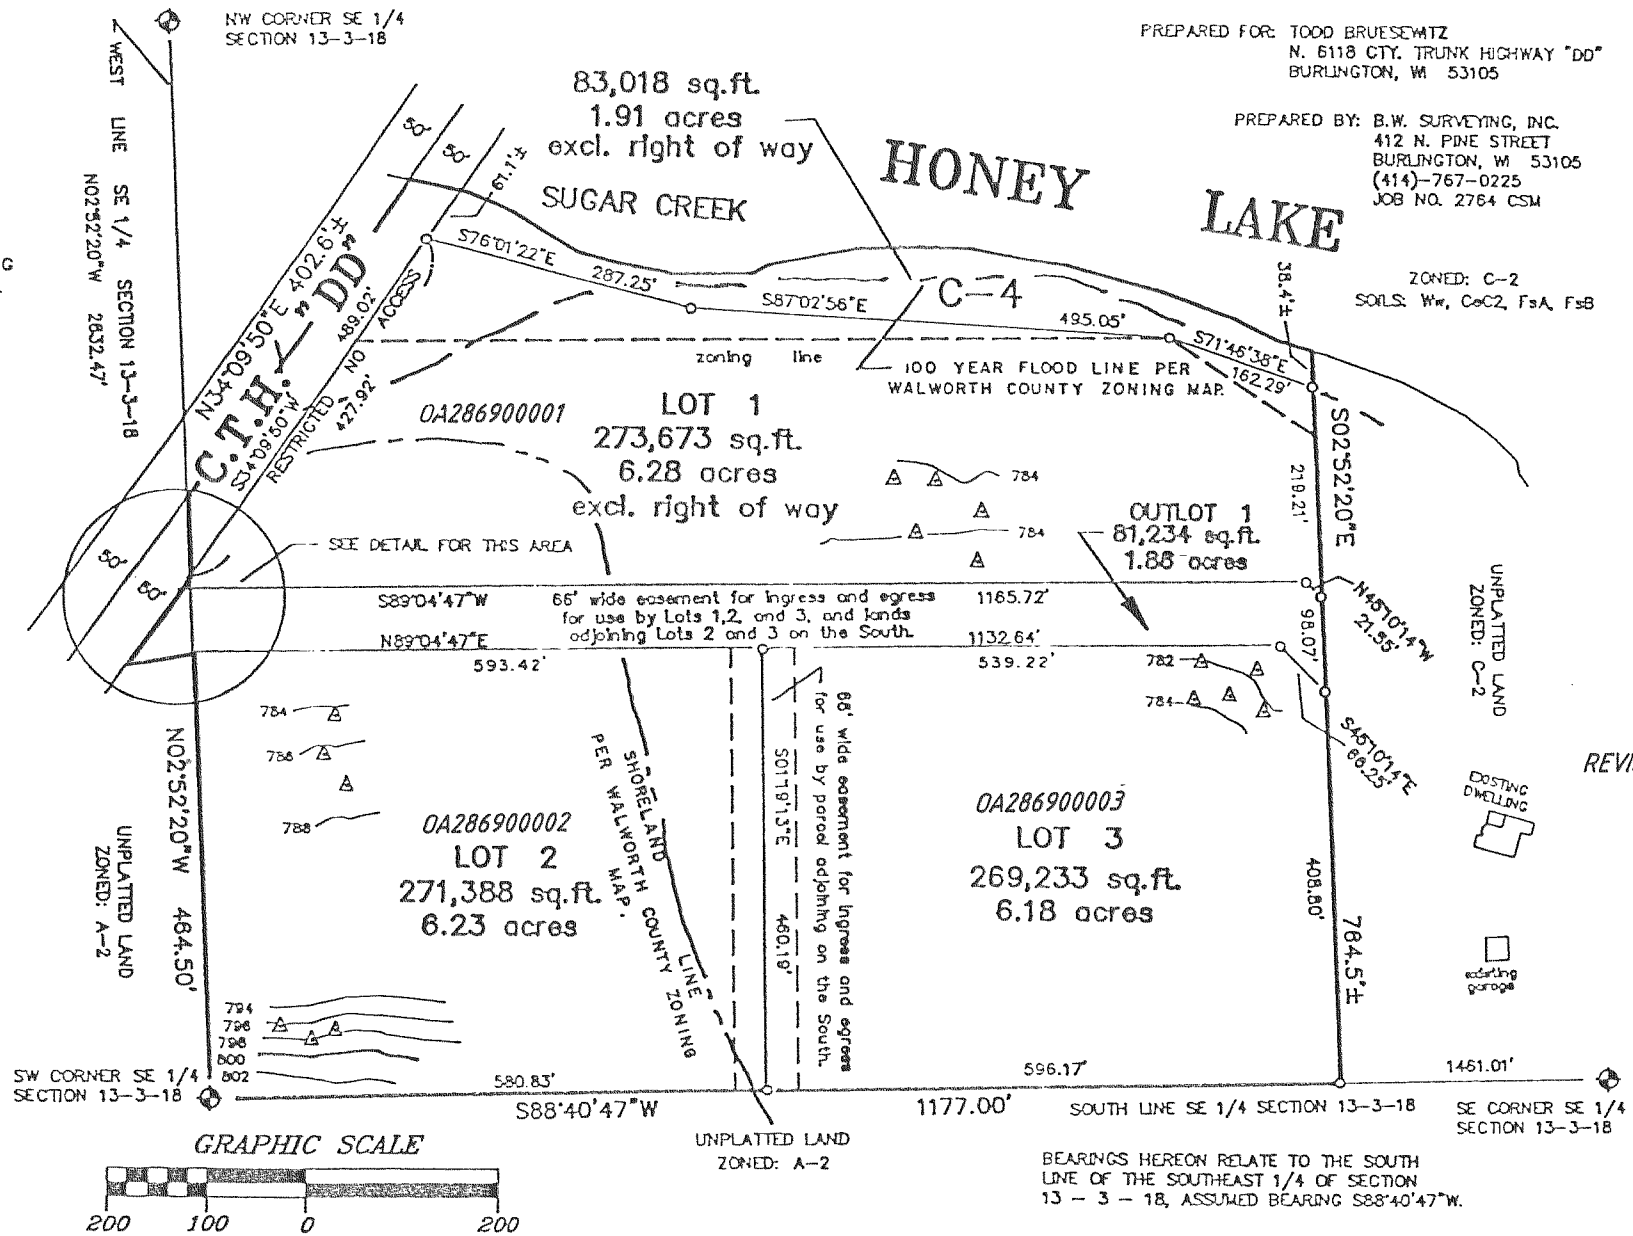 NW CORNER SE 1/4
SECTION 13-3-18
PREPARED FOR: TODD BRUESEWITZ
N. 6118 CTY. TRUNK HIGHWAY "DD"
BURLINGTON, WI 53105
PREPARED BY: B.W. SURVEYING, INC.
412 N. PINE STREET
BURLINGTON, WI 53105
(414)-767-0225
JOB NO. 2764 CSM
83,018 sq.ft.
1.91 acres
excl. right of way
HONEY LAKE
SUGAR CREEK
WEST LINE SE 1/4 SECTION 13-3-18
N02°52'20"W 2632.47'
G
50'
50'
61.1'±
N34°09'50"E 402.6'±
C.T.H. "DD"
489.02'
S34°09'50"W 427.92'
RESTRICTED NO ACCESS
S76°01'22"E
287.25'
S87°02'56"E
495.05'
C-4
38.4'±
ZONED: C-2
SOILS: Ww, CeC2, FsA, FsB
zoning line
100 YEAR FLOOD LINE PER
WALWORTH COUNTY ZONING MAP.
S71°46'38"E
162.29'
OA286900001
LOT 1
273,673 sq.ft.
6.28 acres
excl. right of way
784
784
219.21'
S02°52'20"E
OUTLOT 1
81,234 sq.ft.
1.86 acres
SEE DETAIL FOR THIS AREA
50'
60'
S89°04'47"W
66' wide easement for ingress and egress
for use by Lots 1,2, and 3, and lands
adjoining Lots 2 and 3 on the South.
1165.72'
N89°04'47"E
1132.64'
593.42'
539.22'
98.07'
N45°10'14"W
21.55'
UNPLATTED LAND
ZONED: C-2
782
784
S45°10'14"E
66.25'
REVI
EXISTING
DWELLING
784
786
788
N02°52'20"W 464.50'
UNPLATTED LAND
ZONED: A-2
OA286900002
LOT 2
271,388 sq.ft.
6.23 acres
SHORELAND LINE
PER WALWORTH COUNTY ZONING
MAP.
S01°19'13"E 460.19'
66' wide easement for ingress and egress
for use by parcel adjoining on the South.
OA286900003
LOT 3
269,233 sq.ft.
6.18 acres
408.80'
784.5'±
existing
garage
794
796
798
800
802
SW CORNER SE 1/4
SECTION 13-3-18
580.83'
596.17'
1461.01'
S88°40'47"W
1177.00'
SOUTH LINE SE 1/4 SECTION 13-3-18
SE CORNER SE 1/4
SECTION 13-3-18
UNPLATTED LAND
ZONED: A-2
GRAPHIC SCALE
200 100 0 200
BEARINGS HEREON RELATE TO THE SOUTH
LINE OF THE SOUTHEAST 1/4 OF SECTION
13 - 3 - 18, ASSUMED BEARING S88°40'47"W.